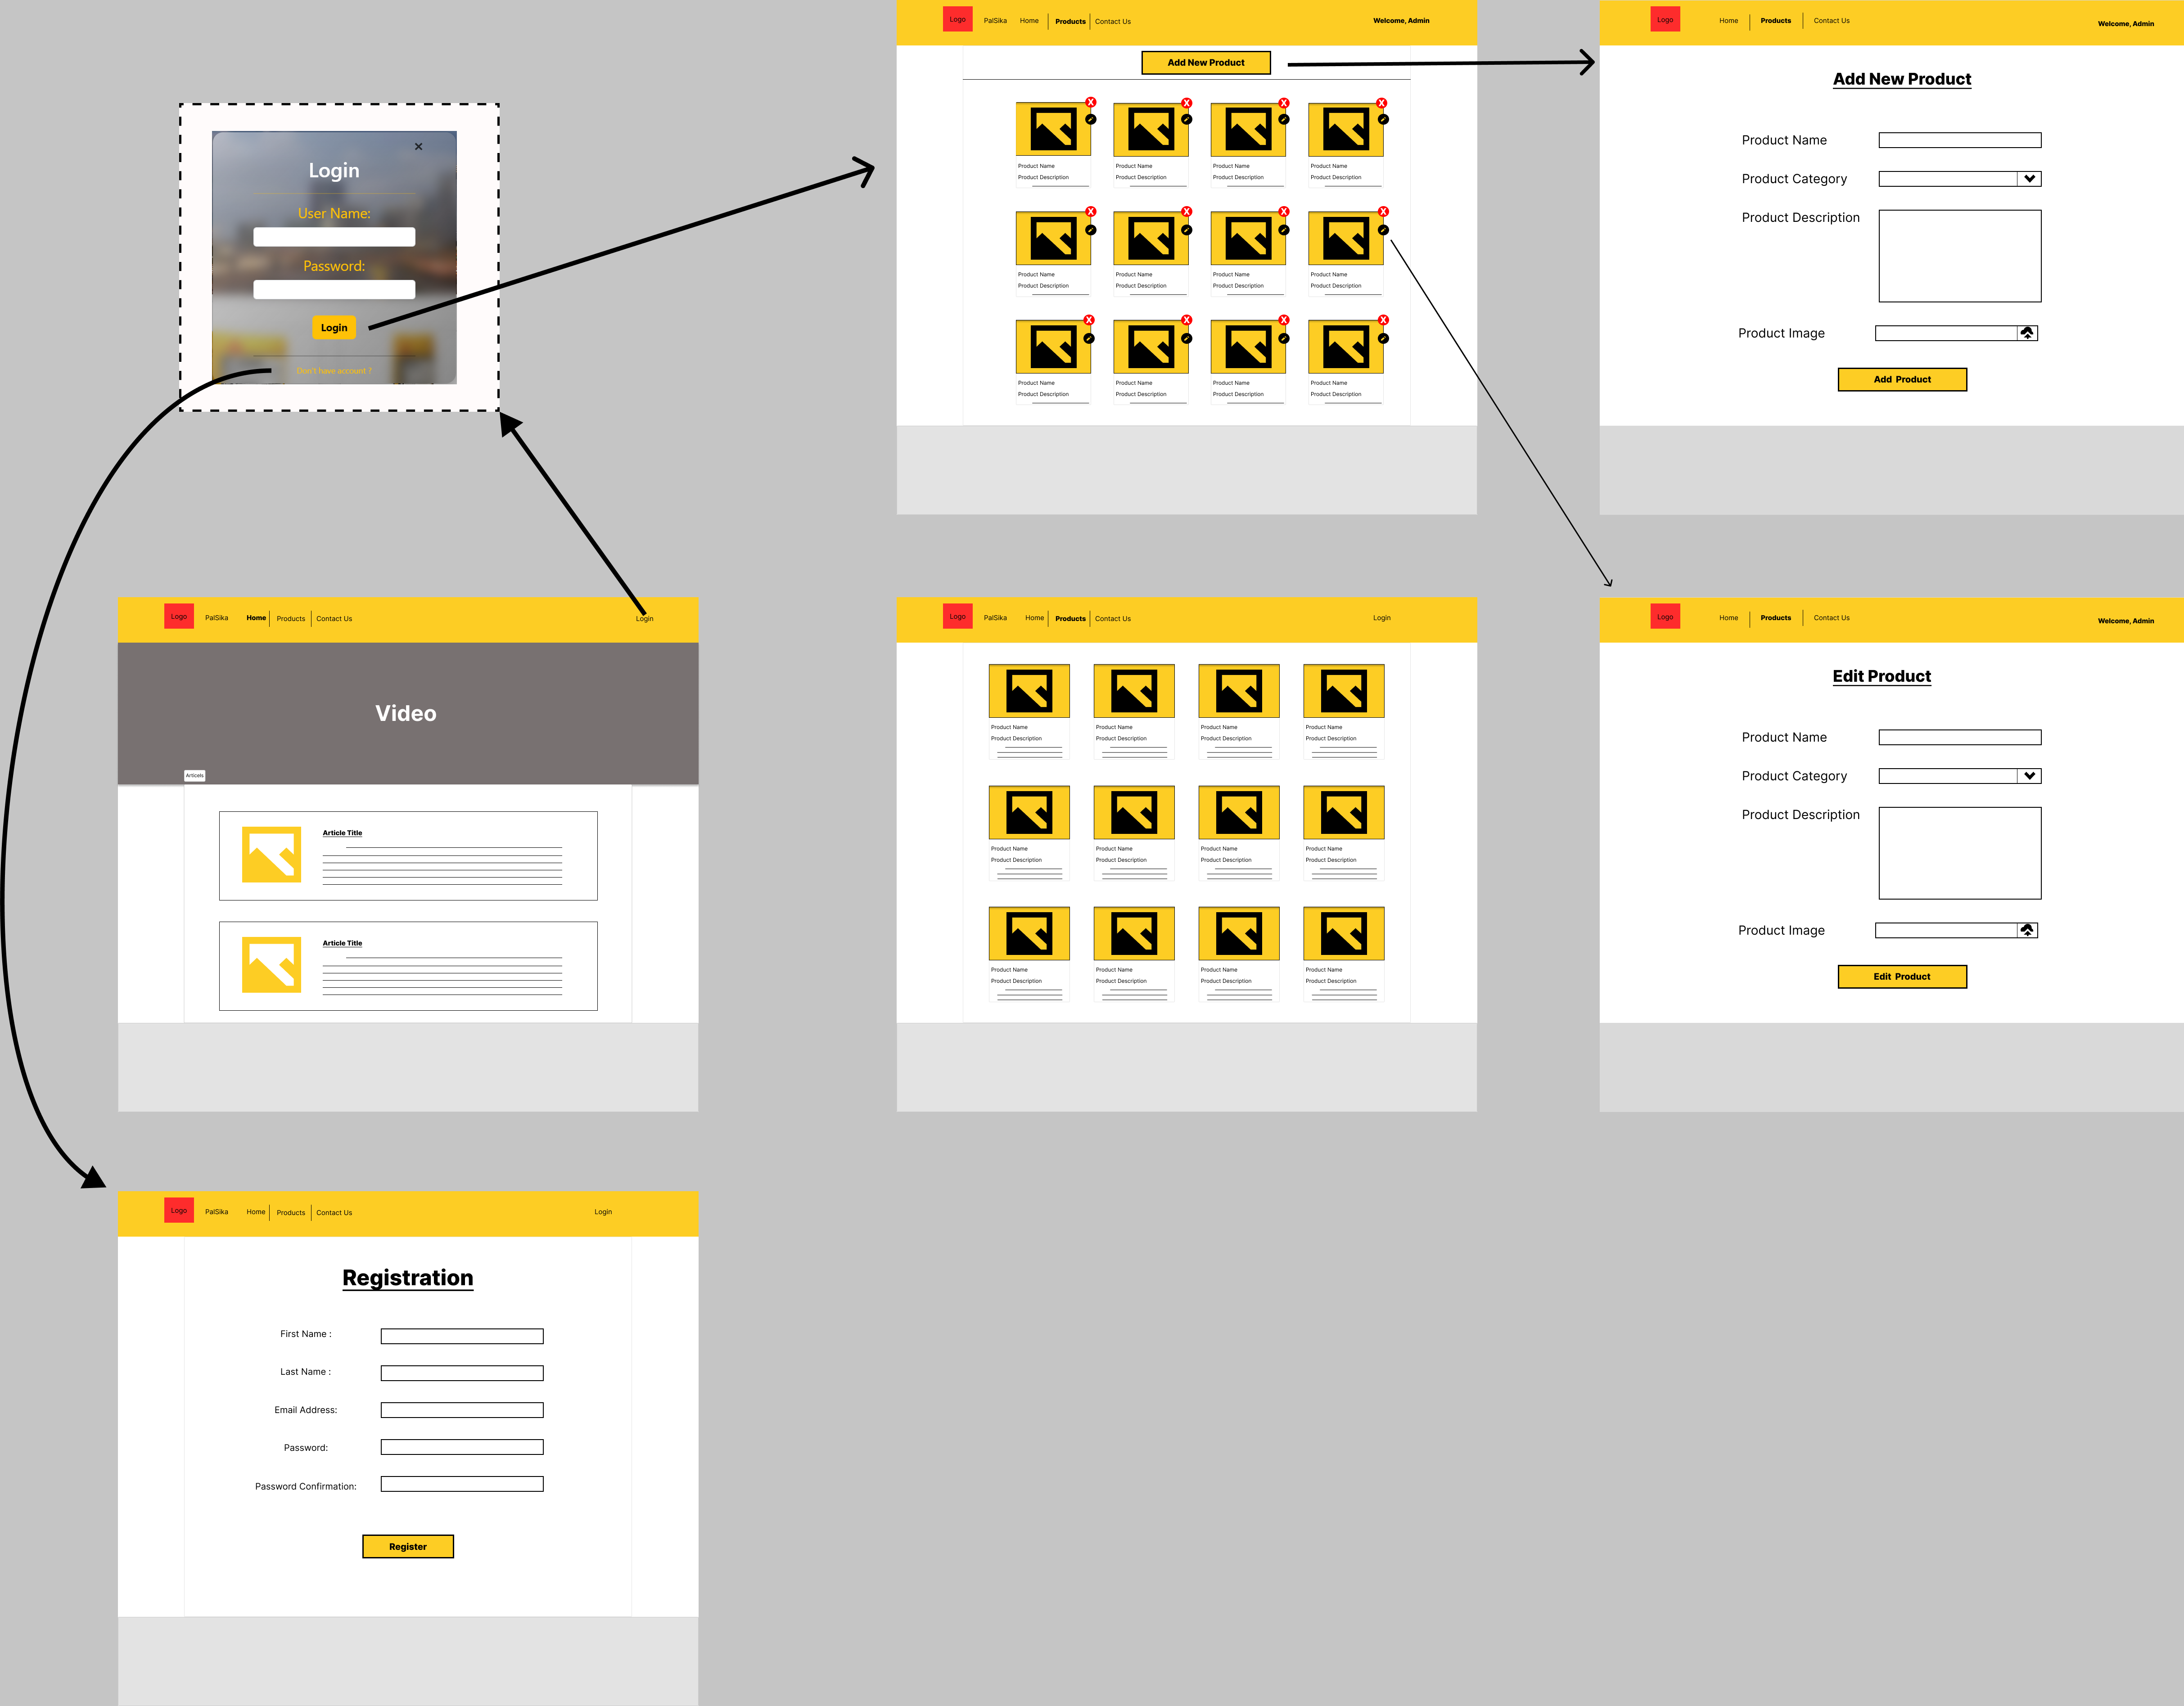 Logo PalSika Home Products Contact Us Welcome, Admin
Add New Product
X X X X
Product Name Product Name Product Name Product Name
Product Description Product Description Product Description Product Description
X X X X
Product Name Product Name Product Name Product Name
Product Description Product Description Product Description Product Description
X X X X
Product Name Product Name Product Name Product Name
Product Description Product Description Product Description Product Description
Logo Home Products Contact Us Welcome, Admin
Add New Product
Product Name
Product Category
Product Description
Product Image
Add Product
Login
User Name:
Password:
Login
Don't have account ?
Logo PalSika Home Products Contact Us Login
Video
Articels
Article Title
Article Title
Logo PalSika Home Products Contact Us Login
Product Name Product Name Product Name Product Name
Product Description Product Description Product Description Product Description
Product Name Product Name Product Name Product Name
Product Description Product Description Product Description Product Description
Product Name Product Name Product Name Product Name
Product Description Product Description Product Description Product Description
Logo Home Products Contact Us Welcome, Admin
Edit Product
Product Name
Product Category
Product Description
Product Image
Edit Product
Logo PalSika Home Products Contact Us Login
Registration
First Name :
Last Name :
Email Address:
Password:
Password Confirmation:
Register